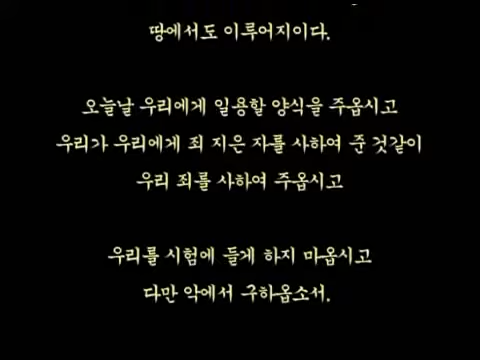 땅에서도 이루어지이다.
오늘날 우리에게 일용할 양식을 주옵시고
우리가 우리에게 죄 지은 자를 사하여 준 것같이
우리 죄를 사하여 주옵시고
우리를 시험에 들게 하지 마옵시고
다만 악에서 구하옵소서.